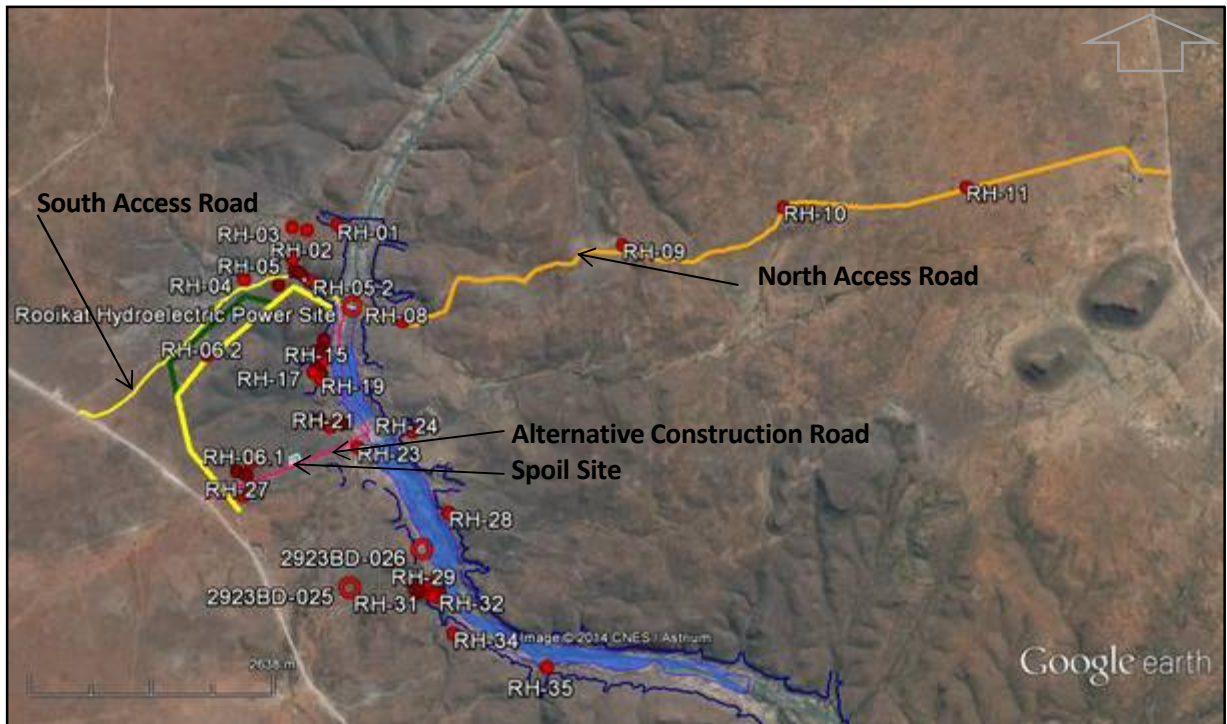 South Access Road
RH-11
RH-10
RH-03
RH-01
RH-02
RH-05
RH-09
RH-04
RH-05-2
North Access Road
Rooikat Hydroelectric Power Site
RH-08
RH-06.2
RH-15
RH-17
RH-19
RH-21
RH-24
Alternative Construction Road
RH-23
RH-06.1
Spoil Site
RH-27
RH-28
2923BD-026
RH-29
2923BD-025
RH-31
RH-32
RH-34
Image © 2014 CNES / Astrium
2638 m
Google earth
RH-35